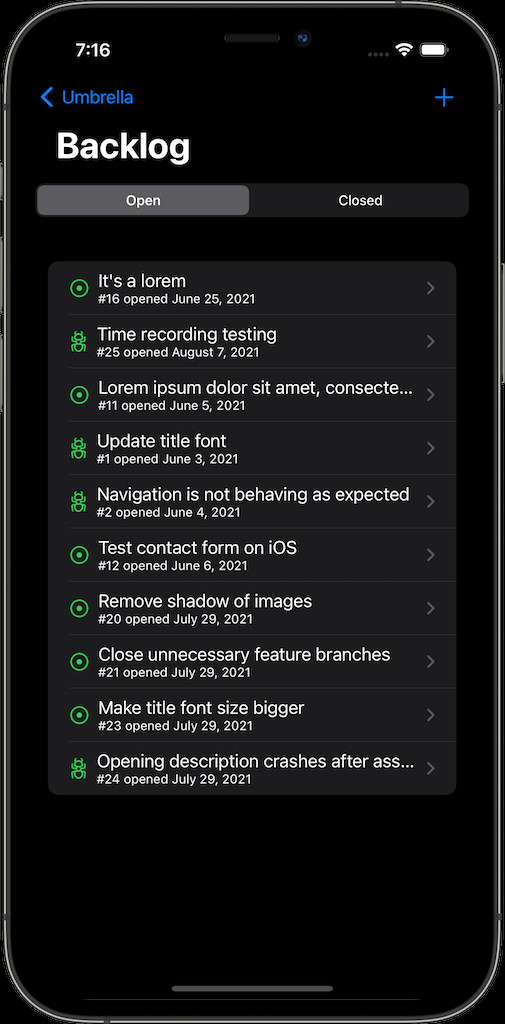 7:16
Umbrella
Backlog
Open
Closed
It's a lorem
#16 opened June 25, 2021
Time recording testing
#25 opened August 7, 2021
Lorem ipsum dolor sit amet, consecte...
#11 opened June 5, 2021
Update title font
#1 opened June 3, 2021
Navigation is not behaving as expected
#2 opened June 4, 2021
Test contact form on iOS
#12 opened June 6, 2021
Remove shadow of images
#20 opened July 29, 2021
Close unnecessary feature branches
#21 opened July 29, 2021
Make title font size bigger
#23 opened July 29, 2021
Opening description crashes after ass...
#24 opened July 29, 2021